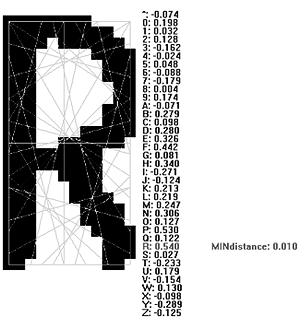 ^: -0.074
0: 0.198
1: 0.032
2: 0.128
3: -0.162
4: -0.024
5: 0.048
6: -0.088
7: -0.179
8: 0.004
9: 0.174
A: -0.071
B: 0.279
C: 0.098
D: 0.280
E: 0.326
F: 0.442
G: 0.081
H: 0.340
I: -0.271
J: -0.124
K: 0.213
L: 0.219
M: 0.247
N: 0.306
O: 0.127
P: 0.530
Q: 0.122
R: 0.540
S: 0.027
T: -0.233
U: 0.179
V: -0.154
W: 0.130
X: -0.098
Y: -0.289
Z: -0.125
MINdistance: 0.010